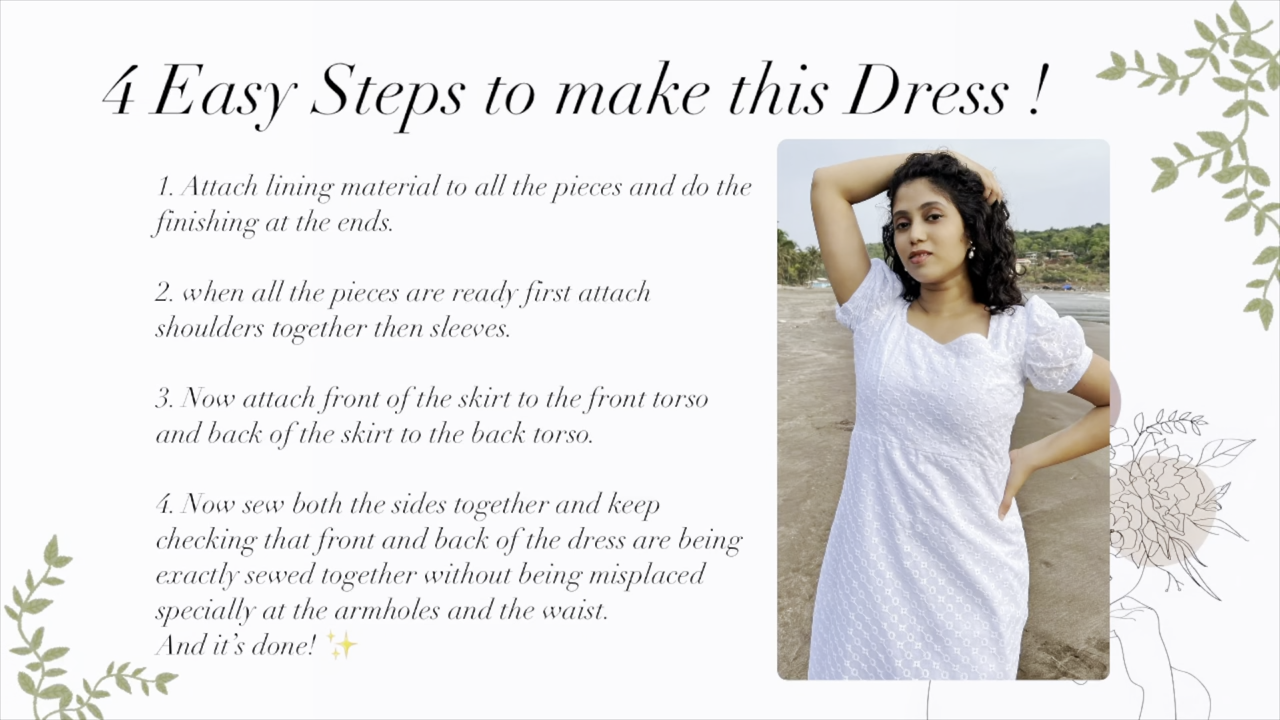 4 Easy Steps to make this Dress !
1. Attach lining material to all the pieces and do the
finishing at the ends.
2. when all the pieces are ready first attach
shoulders together then sleeves.
3. Now attach front of the skirt to the front torso
and back of the skirt to the back torso.
4. Now sew both the sides together and keep
checking that front and back of the dress are being
exactly sewed together without being misplaced
specially at the armholes and the waist.
And it's done! ✨